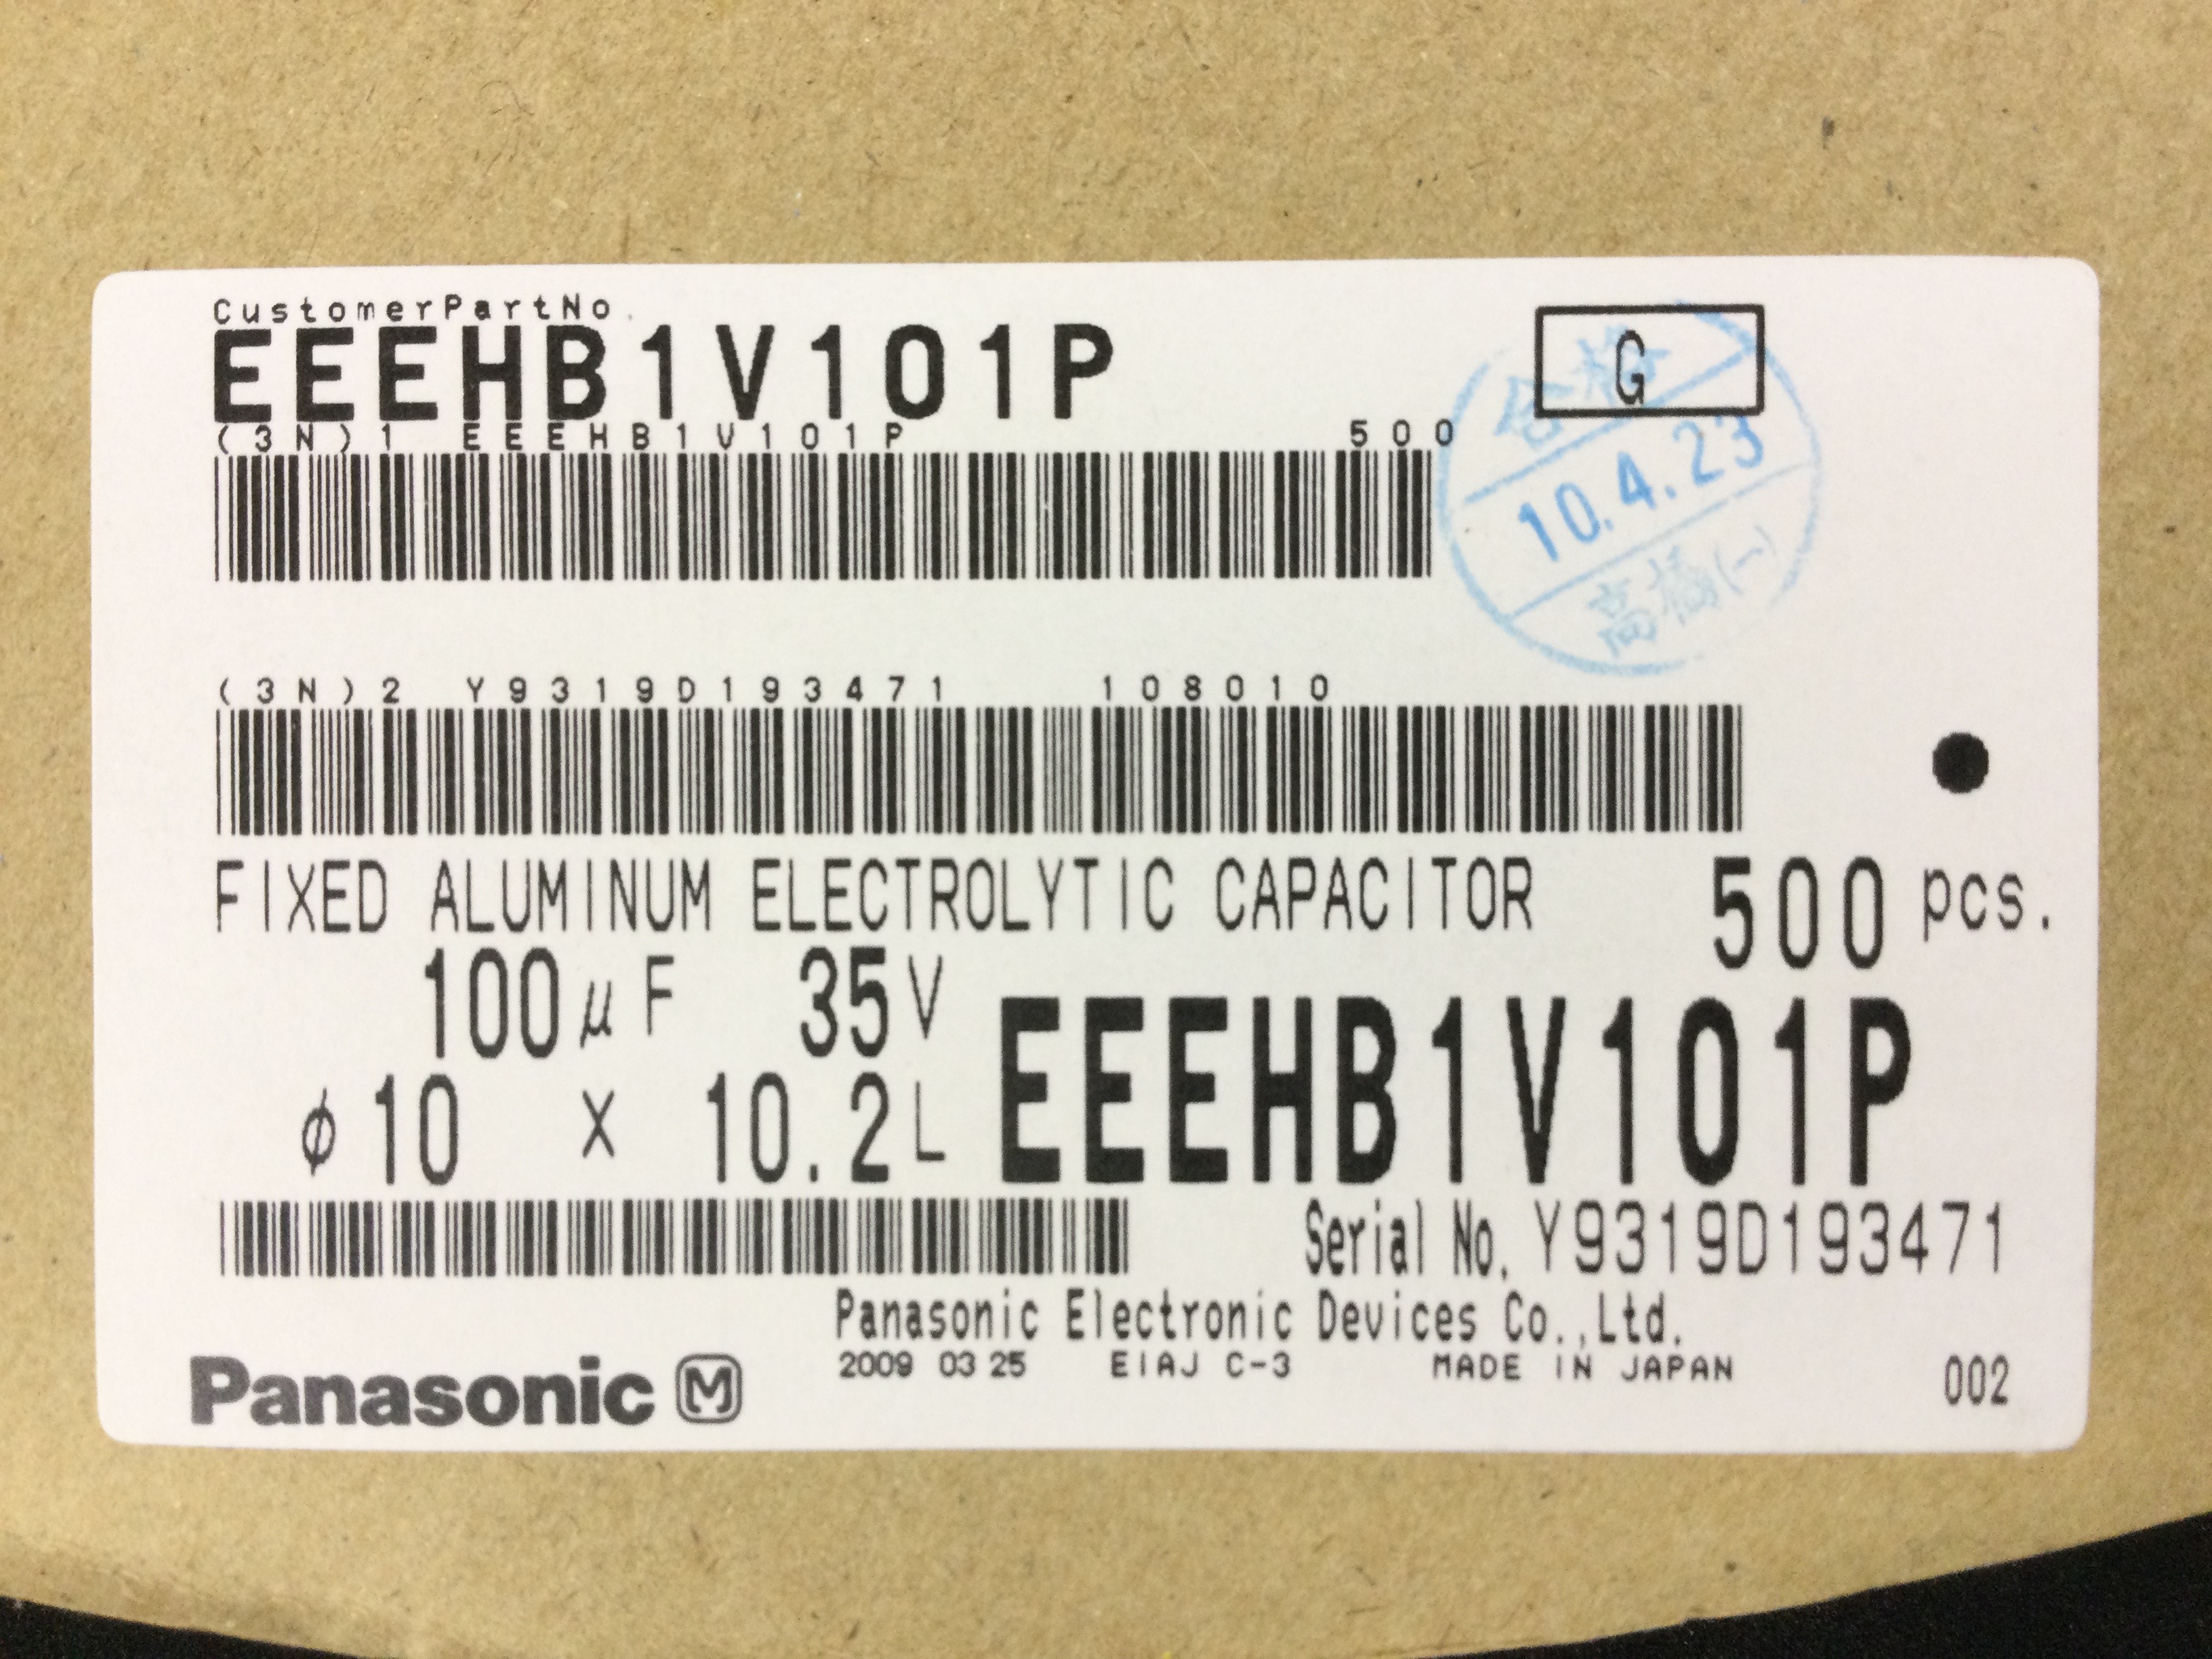 CustomerPartNo.
EEEHB1V101P
G
(3N)1 EEEHB1V101P 500
合格
10.4.23
高橋(一)
(3N)2 Y9319D193471 108010
FIXED ALUMINUM ELECTROLYTIC CAPACITOR 500 pcs.
100μF 35V
EEEHB1V101P
φ10 X 10.2L
Serial No. Y9319D193471
Panasonic Electronic Devices Co.,Ltd.
2009 03 25 EIAJ C-3 MADE IN JAPAN
Panasonic M
002